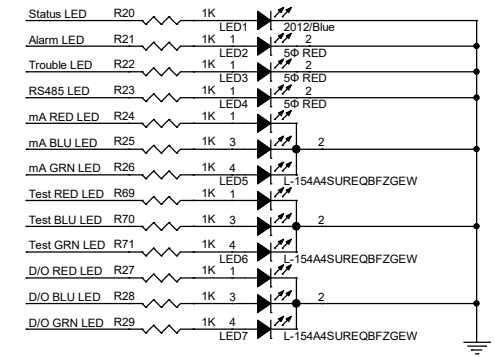 Status LED R20 1K
LED1 2012/Blue
Alarm LED R21 1K 1 2
LED2 5Φ RED
Trouble LED R22 1K 1 2
LED3 5Φ RED
RS485 LED R23 1K 1 2
LED4 5Φ RED
mA RED LED R24 1K 1
mA BLU LED R25 1K 3 2
mA GRN LED R26 1K 4
LED5 L-154A4SUREQBFZGEW
Test RED LED R69 1K 1
Test BLU LED R70 1K 3 2
Test GRN LED R71 1K 4
LED6 L-154A4SUREQBFZGEW
D/O RED LED R27 1K 1
D/O BLU LED R28 1K 3 2
D/O GRN LED R29 1K 4
LED7 L-154A4SUREQBFZGEW